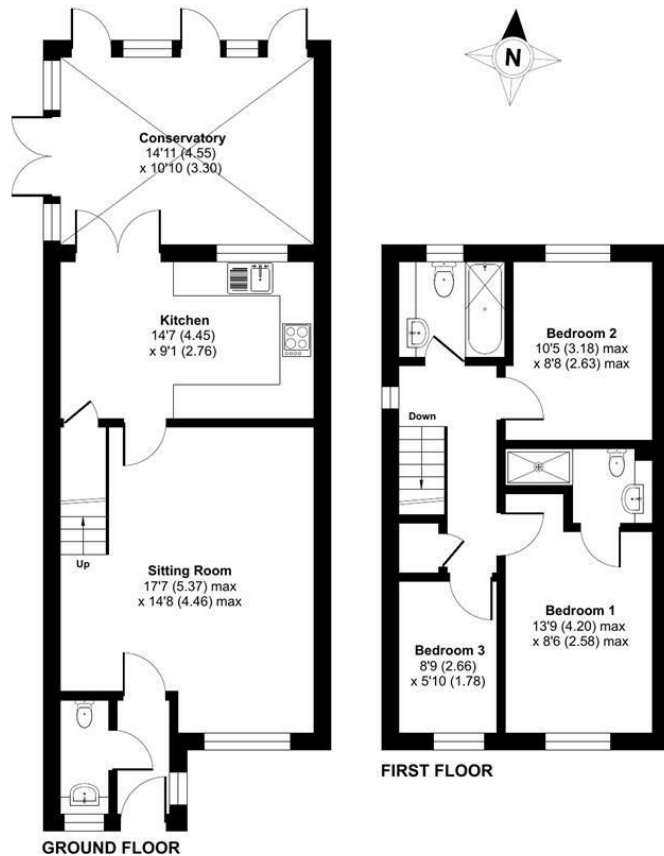 N
Conservatory
14'11 (4.55)
x 10'10 (3.30)
Kitchen
14'7 (4.45)
x 9'1 (2.76)
Up
Sitting Room
17'7 (5.37) max
x 14'8 (4.46) max
GROUND FLOOR
Bedroom 2
10'5 (3.18) max
x 8'8 (2.63) max
Down
Bedroom 1
13'9 (4.20) max
x 8'6 (2.58) max
Bedroom 3
8'9 (2.66)
x 5'10 (1.78)
FIRST FLOOR